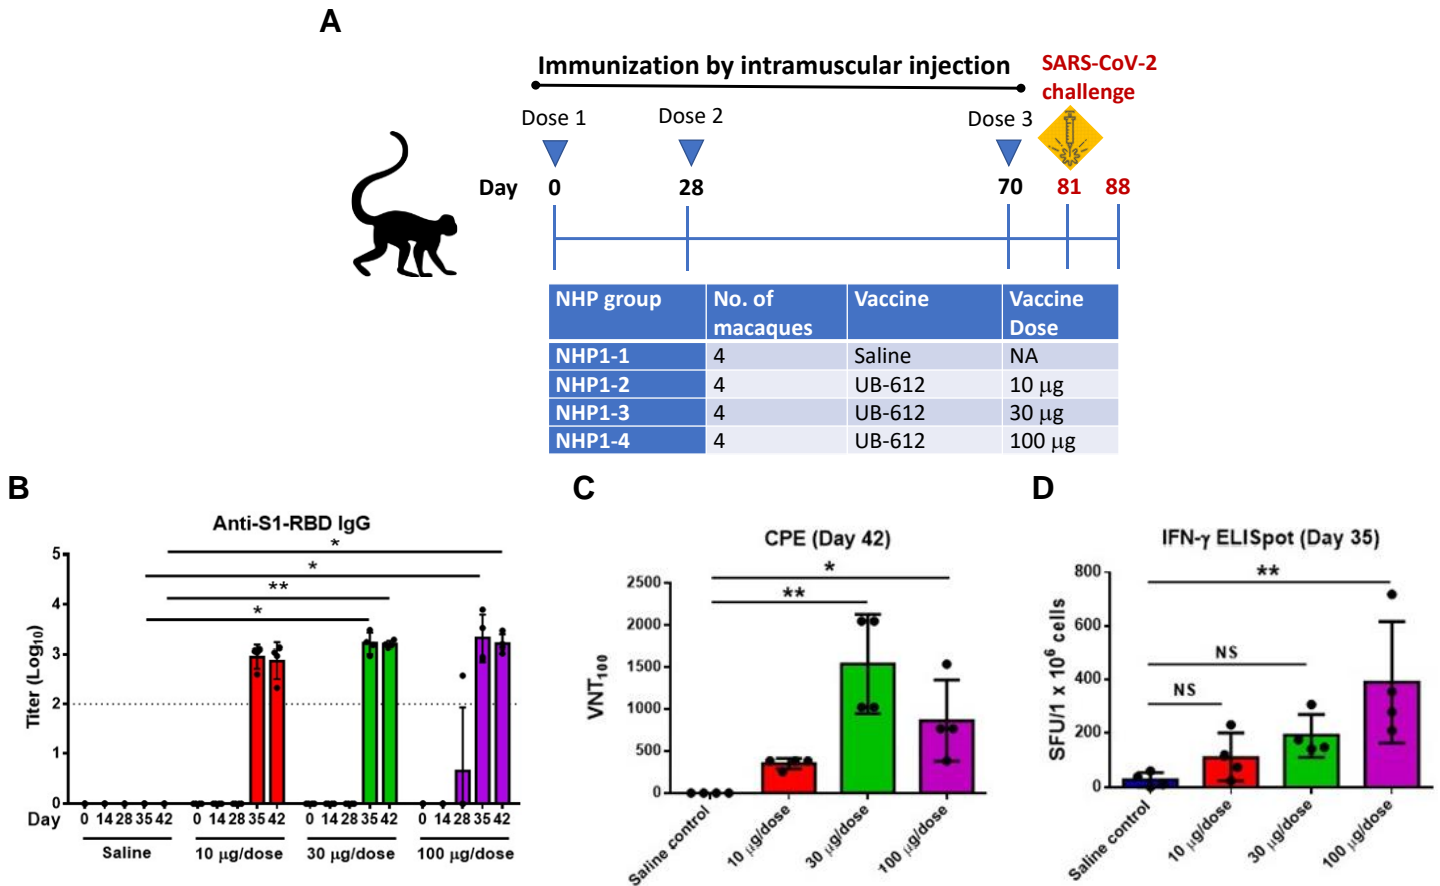 A
Immunization by intramuscular injection
SARS-CoV-2
challenge
Dose 1
Dose 2
Dose 3
Day 0 28 70 81 88
NHP group No. of macaques Vaccine Vaccine Dose
NHP1-1 4 Saline NA
NHP1-2 4 UB-612 10 μg
NHP1-3 4 UB-612 30 μg
NHP1-4 4 UB-612 100 μg
B
Anti-S1-RBD IgG
Titer (Log10)
5
4
3
2
1
0
*
*
**
*
Day 0 14 28 35 42 0 14 28 35 42 0 14 28 35 42 0 14 28 35 42
Saline 10 μg/dose 30 μg/dose 100 μg/dose
C
CPE (Day 42)
VNT100
2500
2000
1500
1000
500
0
*
**
Saline control
10 μg/dose
30 μg/dose
100 μg/dose
D
IFN-γ ELISpot (Day 35)
SFU/1 x 10^6 cells
800
600
400
200
0
**
NS
NS
Saline control
10 μg/dose
30 μg/dose
100 μg/dose